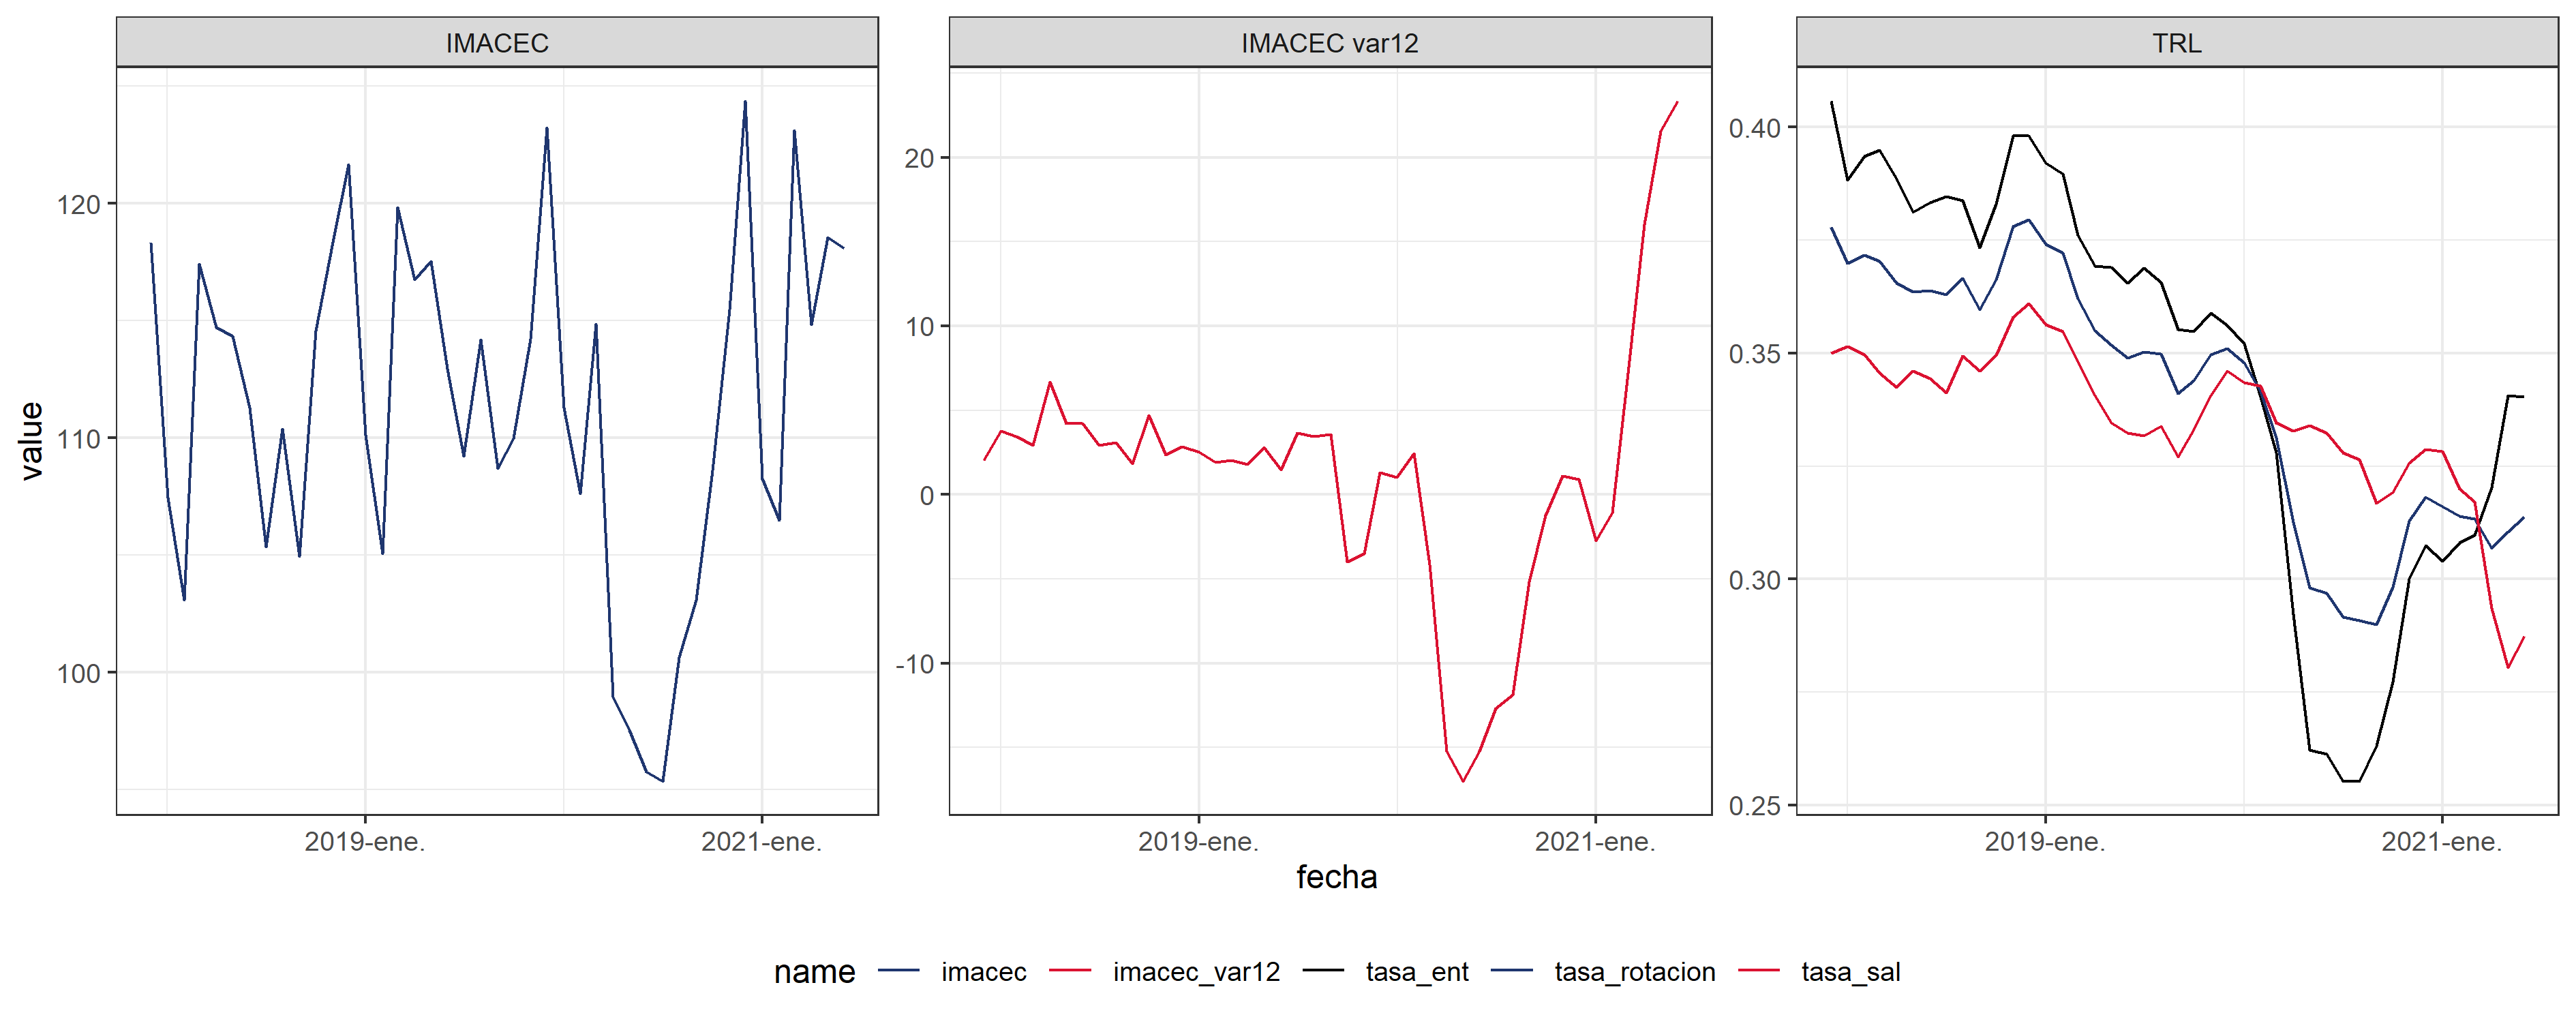 IMACEC
IMACEC var12
TRL
value
120
110
100
20
10
0
-10
0.40
0.35
0.30
0.25
2019-ene.
2021-ene.
2019-ene.
2021-ene.
2019-ene.
2021-ene.
fecha
name imacec imacec_var12 tasa_ent tasa_rotacion tasa_sal